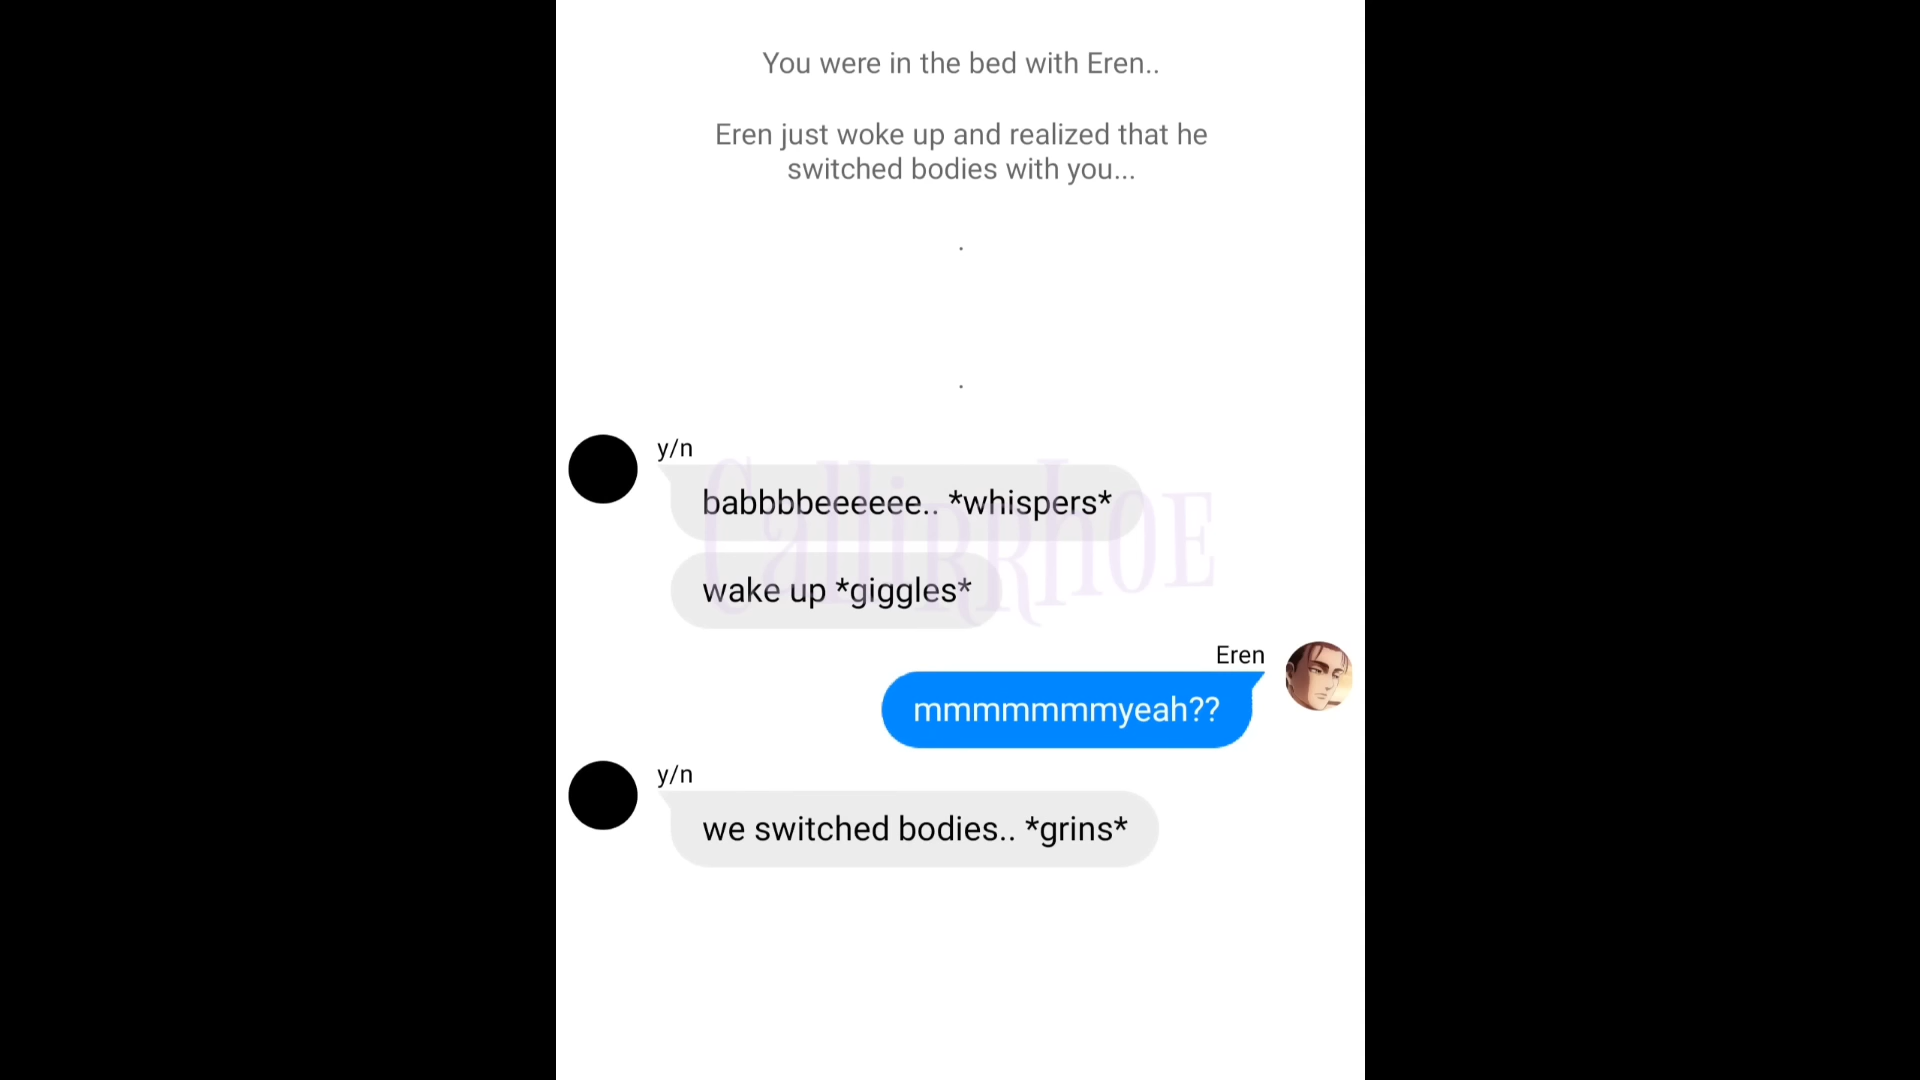 You were in the bed with Eren..
Eren just woke up and realized that he
switched bodies with you...
.
.
y/n
babbbbeeeeee.. *whispers*
CallirrhOE
wake up *giggles*
Eren
mmmmmmmyeah??
y/n
we switched bodies.. *grins*